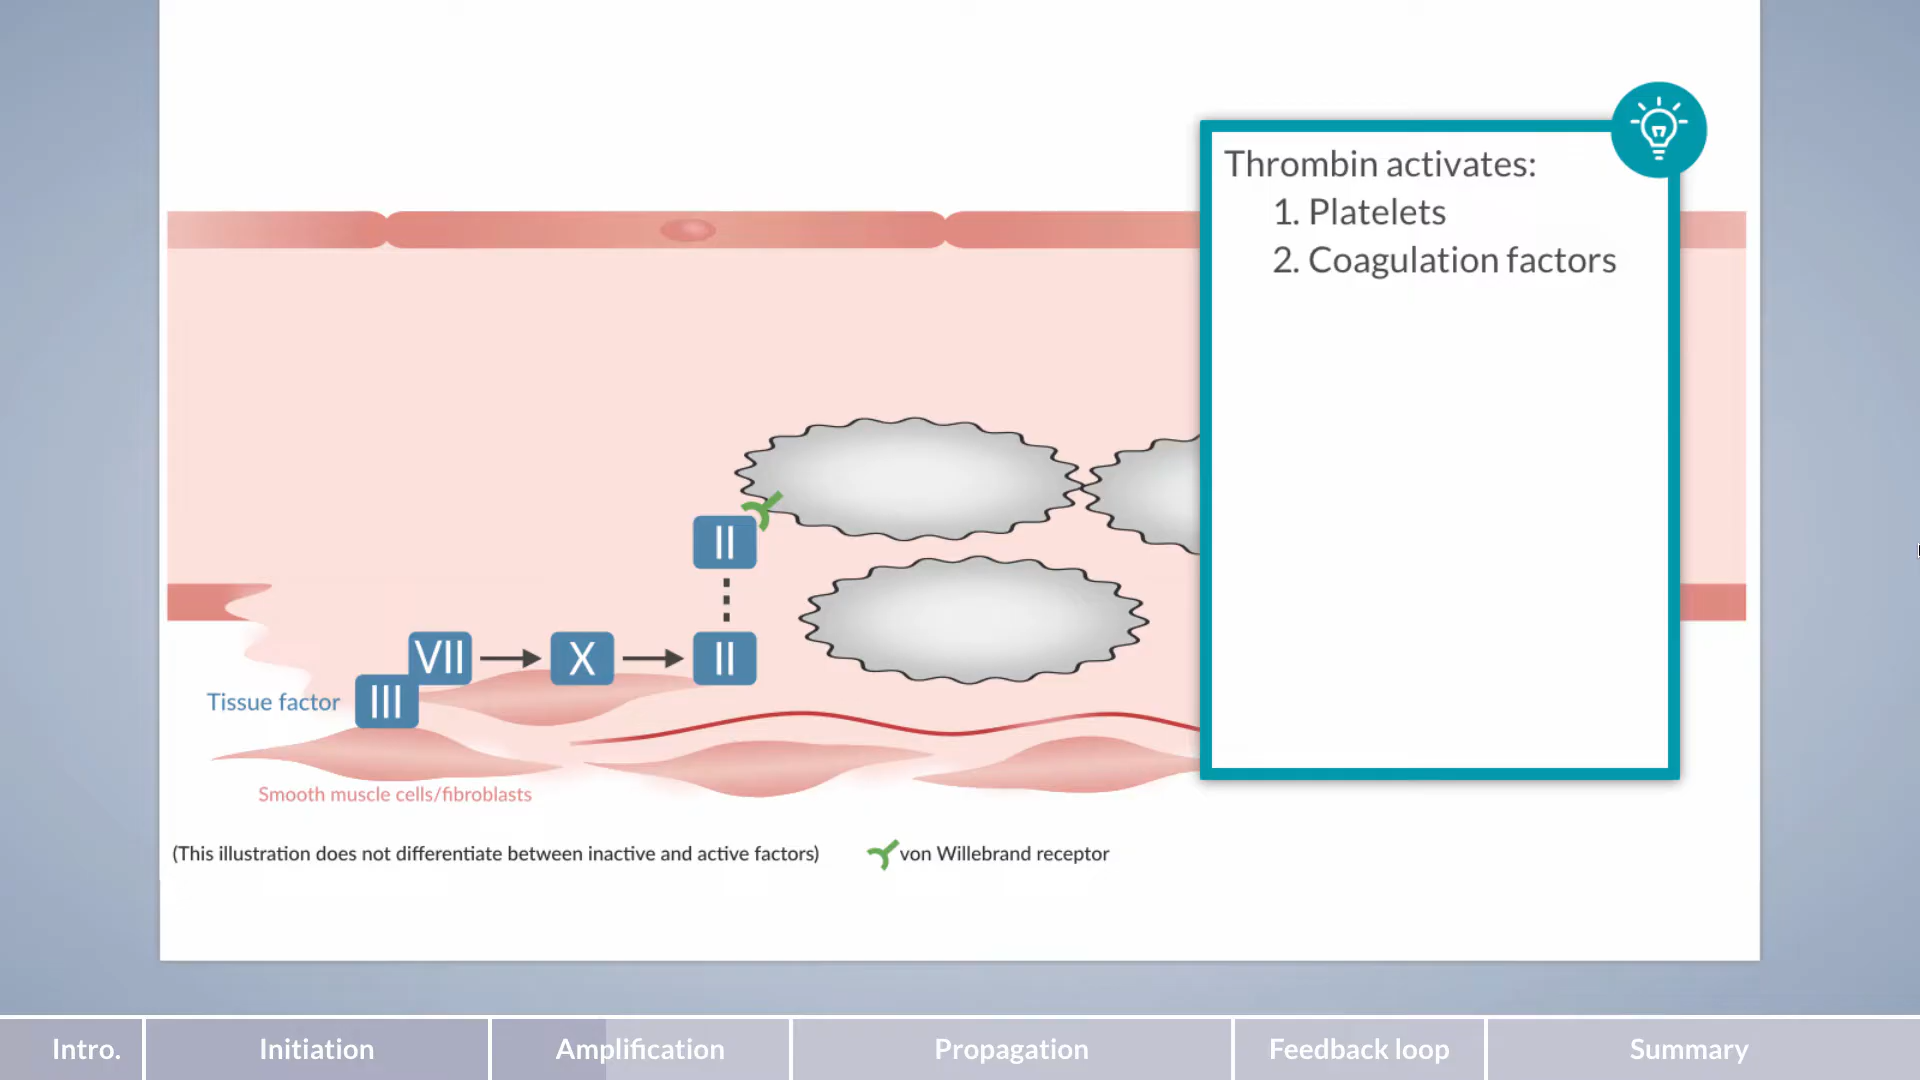 Thrombin activates:
1. Platelets
2. Coagulation factors
II
VII
X
II
Tissue factor
III
Smooth muscle cells/fibroblasts
(This illustration does not differentiate between inactive and active factors)
von Willebrand receptor
Intro.
Initiation
Amplification
Propagation
Feedback loop
Summary